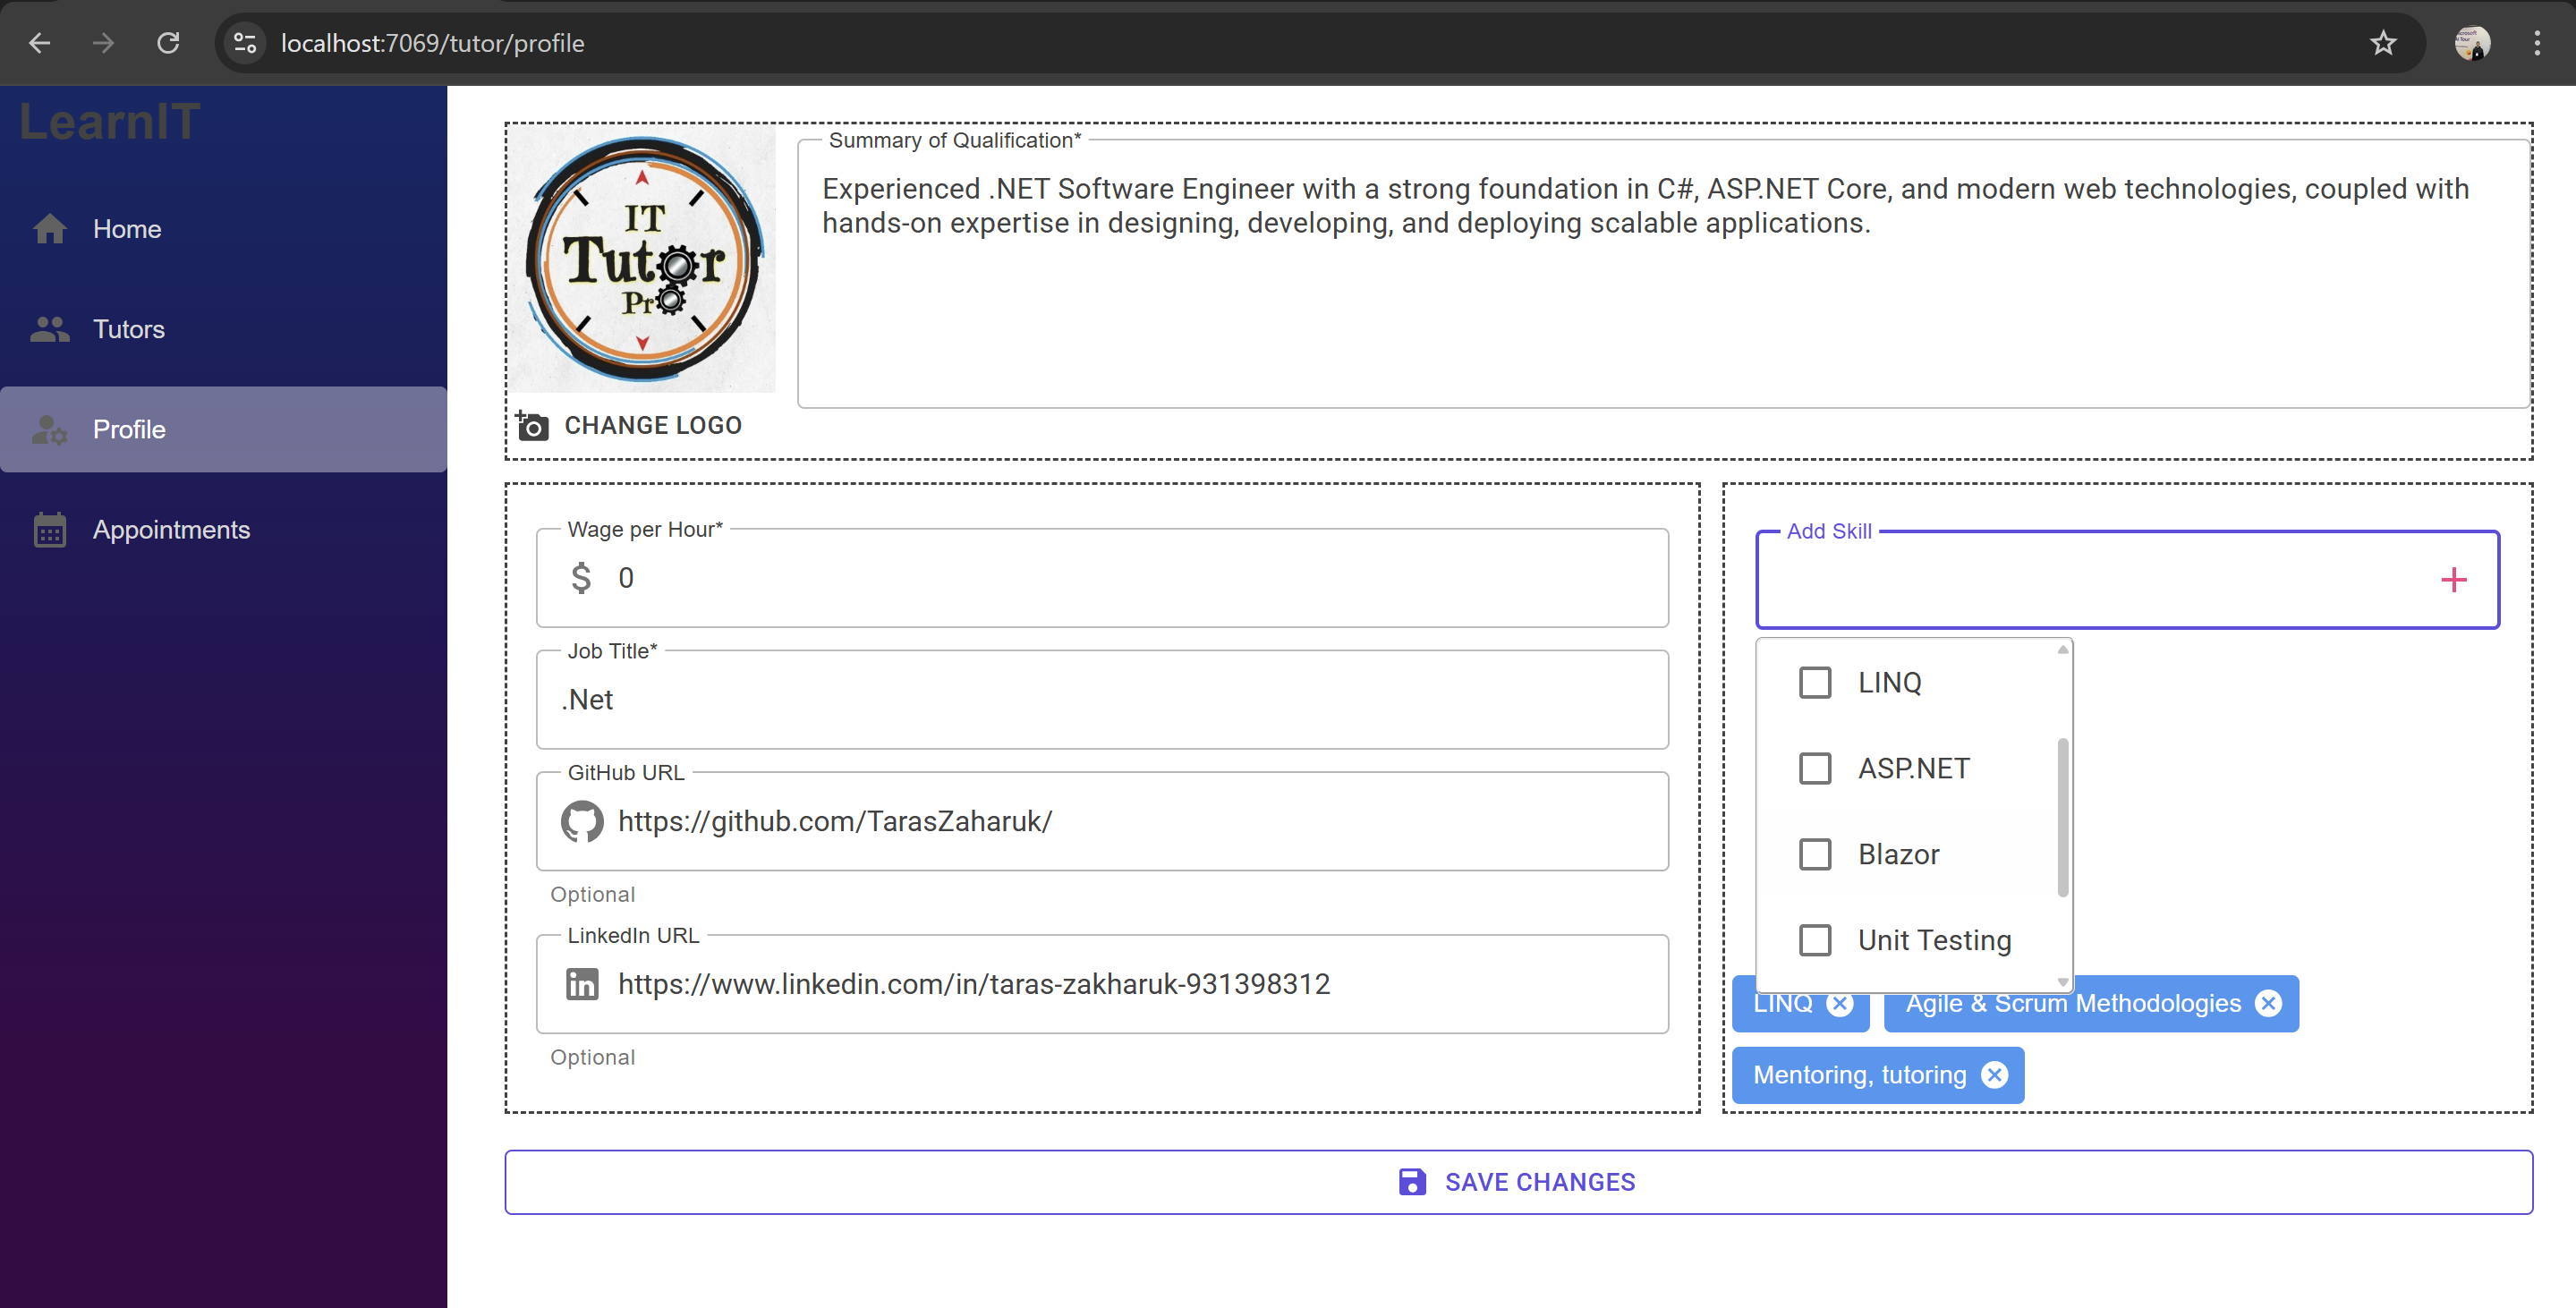 localhost:7069/tutor/profile
LearnIT
Home
Tutors
Profile
Appointments
IT
Tutor
Pro
CHANGE LOGO
Summary of Qualification*
Experienced .NET Software Engineer with a strong foundation in C#, ASP.NET Core, and modern web technologies, coupled with
hands-on expertise in designing, developing, and deploying scalable applications.
Wage per Hour*
$ 0
Job Title*
.Net
GitHub URL
https://github.com/TarasZaharuk/
Optional
LinkedIn URL
in https://www.linkedin.com/in/taras-zakharuk-931398312
Optional
Add Skill
LINQ
ASP.NET
Blazor
Unit Testing
LINQ
Agile & Scrum Methodologies
Mentoring, tutoring
SAVE CHANGES